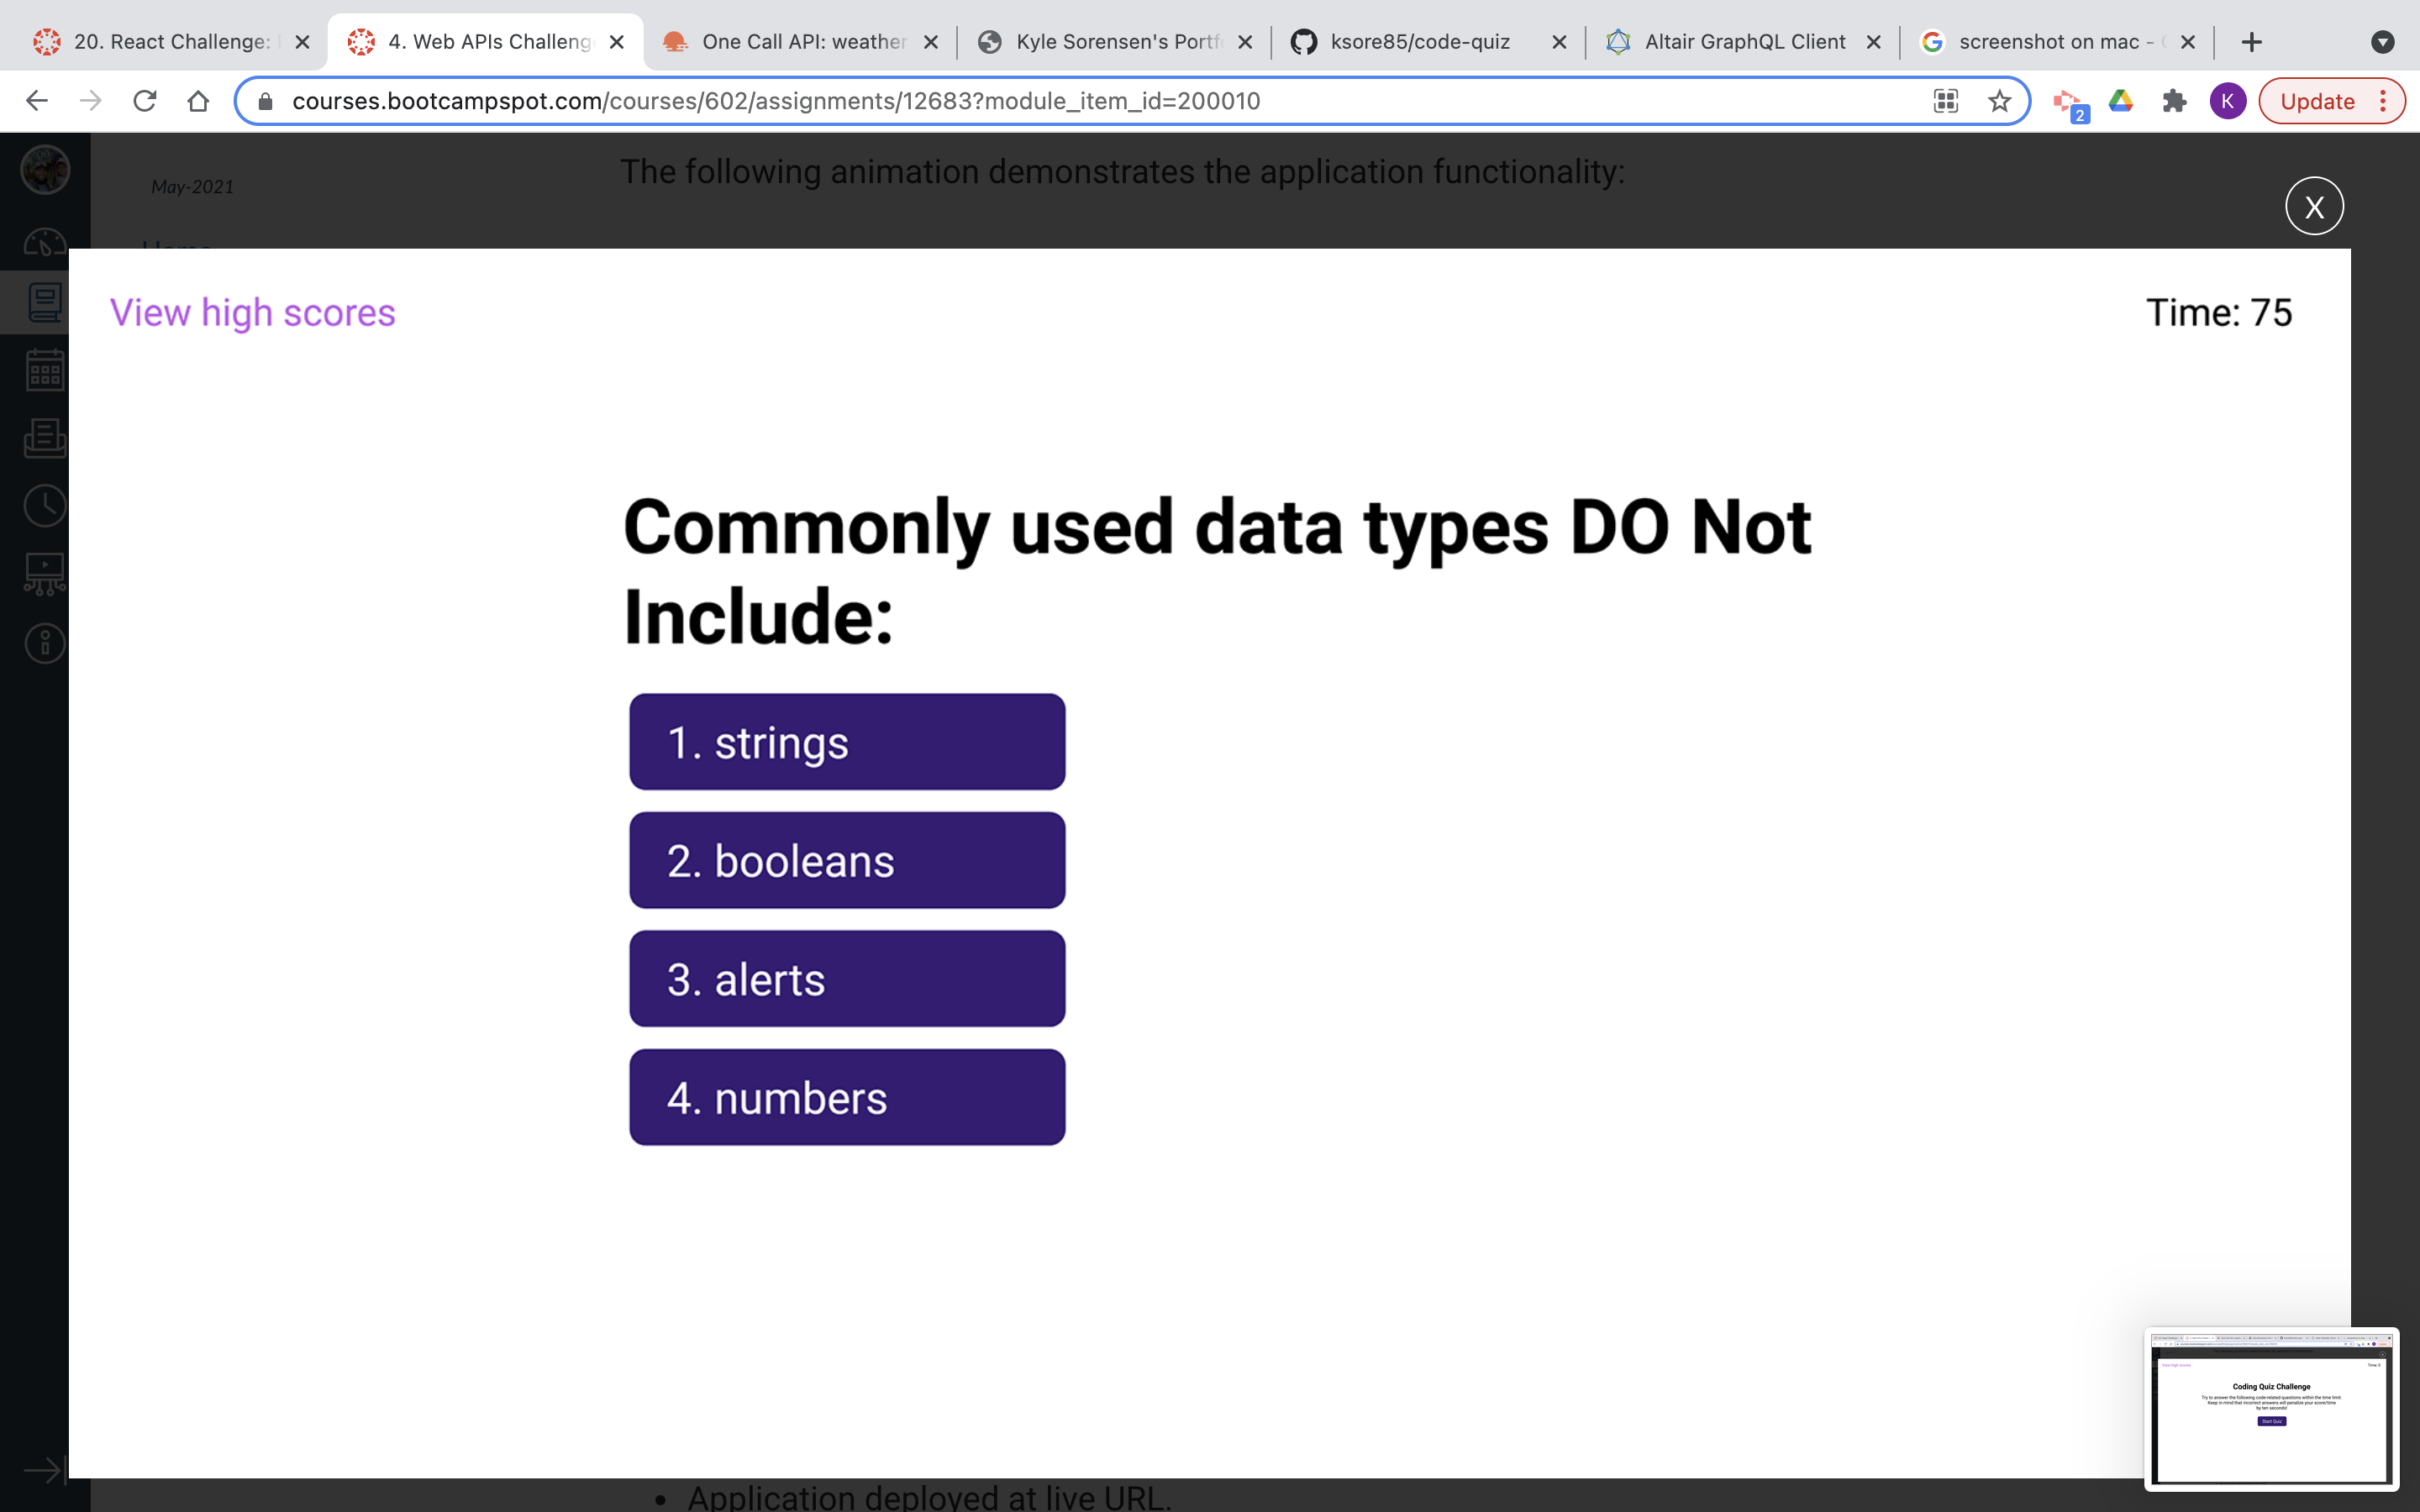 20. React Challenge:
4. Web APIs Challeng
One Call API: weather
Kyle Sorensen's Portf
ksore85/code-quiz
Altair GraphQL Client
screenshot on mac -
courses.bootcampspot.com/courses/602/assignments/12683?module_item_id=200010
2
K
Update
The following animation demonstrates the application functionality:
May-2021
X
Home
View high scores
Time: 75
Commonly used data types DO Not
Include:
1. strings
2. booleans
3. alerts
4. numbers
View high scores
Coding Quiz Challenge
Try to answer the following code-related questions within the time limit.
Keep in mind that incorrect answers will penalize your score/time
by ten seconds!
Start Quiz
• Application deployed at live URL.